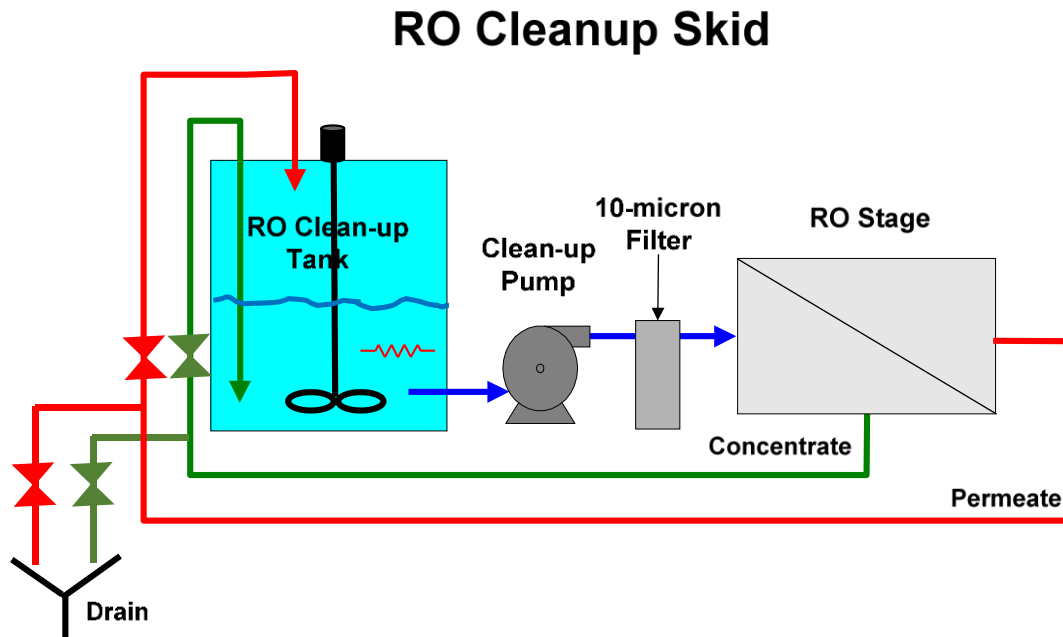 RO Cleanup Skid
RO Clean-up
Tank
Clean-up
Pump
10-micron
Filter
RO Stage
Concentrate
Permeate
Drain